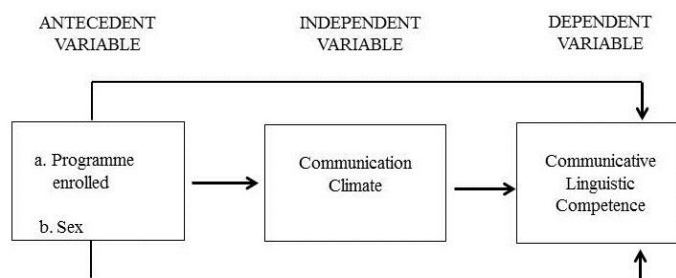 ANTECEDENT
VARIABLE
INDEPENDENT
VARIABLE
DEPENDENT
VARIABLE
a. Programme
enrolled
b. Sex
Communication
Climate
Communicative
Linguistic
Competence